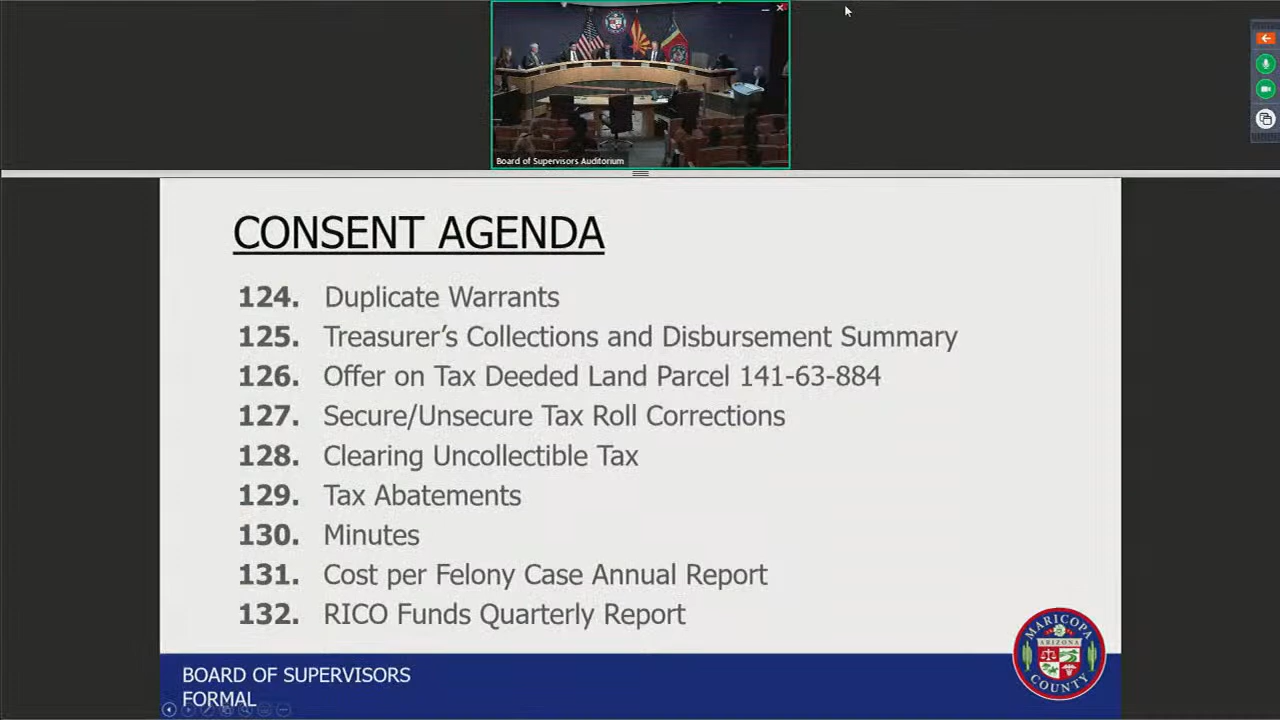 Board of Supervisors Auditorium
CONSENT AGENDA
124. Duplicate Warrants
125. Treasurer's Collections and Disbursement Summary
126. Offer on Tax Deeded Land Parcel 141-63-884
127. Secure/Unsecure Tax Roll Corrections
128. Clearing Uncollectible Tax
129. Tax Abatements
130. Minutes
131. Cost per Felony Case Annual Report
132. RICO Funds Quarterly Report
BOARD OF SUPERVISORS
FORMAL
MARICOPA
ARIZONA
COUNTY